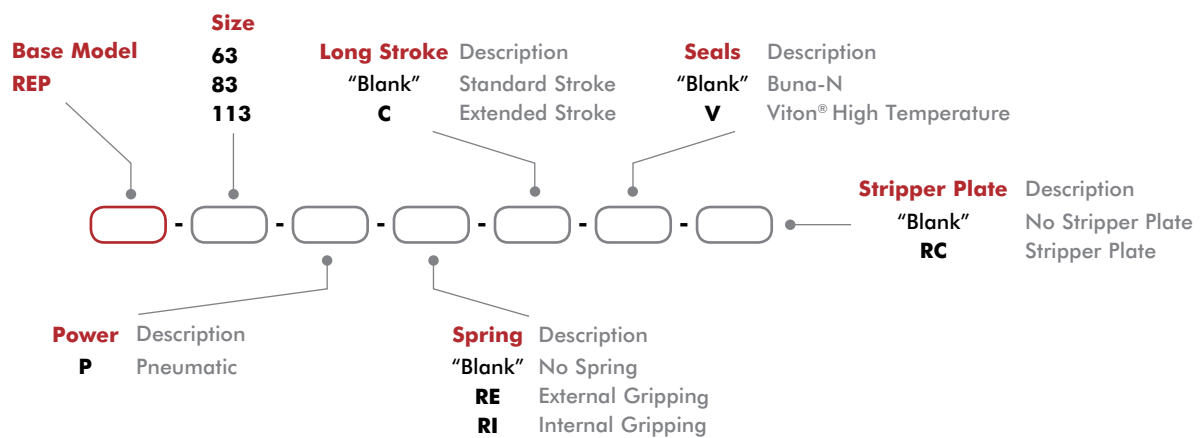 Size
Base Model
REP
63
83
113
Long Stroke Description
“Blank” Standard Stroke
C Extended Stroke
Seals Description
“Blank” Buna-N
V Viton® High Temperature
Stripper Plate Description
“Blank” No Stripper Plate
RC Stripper Plate
- - - - - -
Power Description
P Pneumatic
Spring Description
“Blank” No Spring
RE External Gripping
RI Internal Gripping